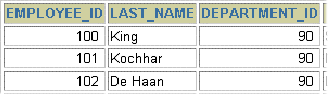 EMPLOYEE_ID LAST_NAME DEPARTMENT_ID
100 King 90
101 Kochhar 90
102 De Haan 90